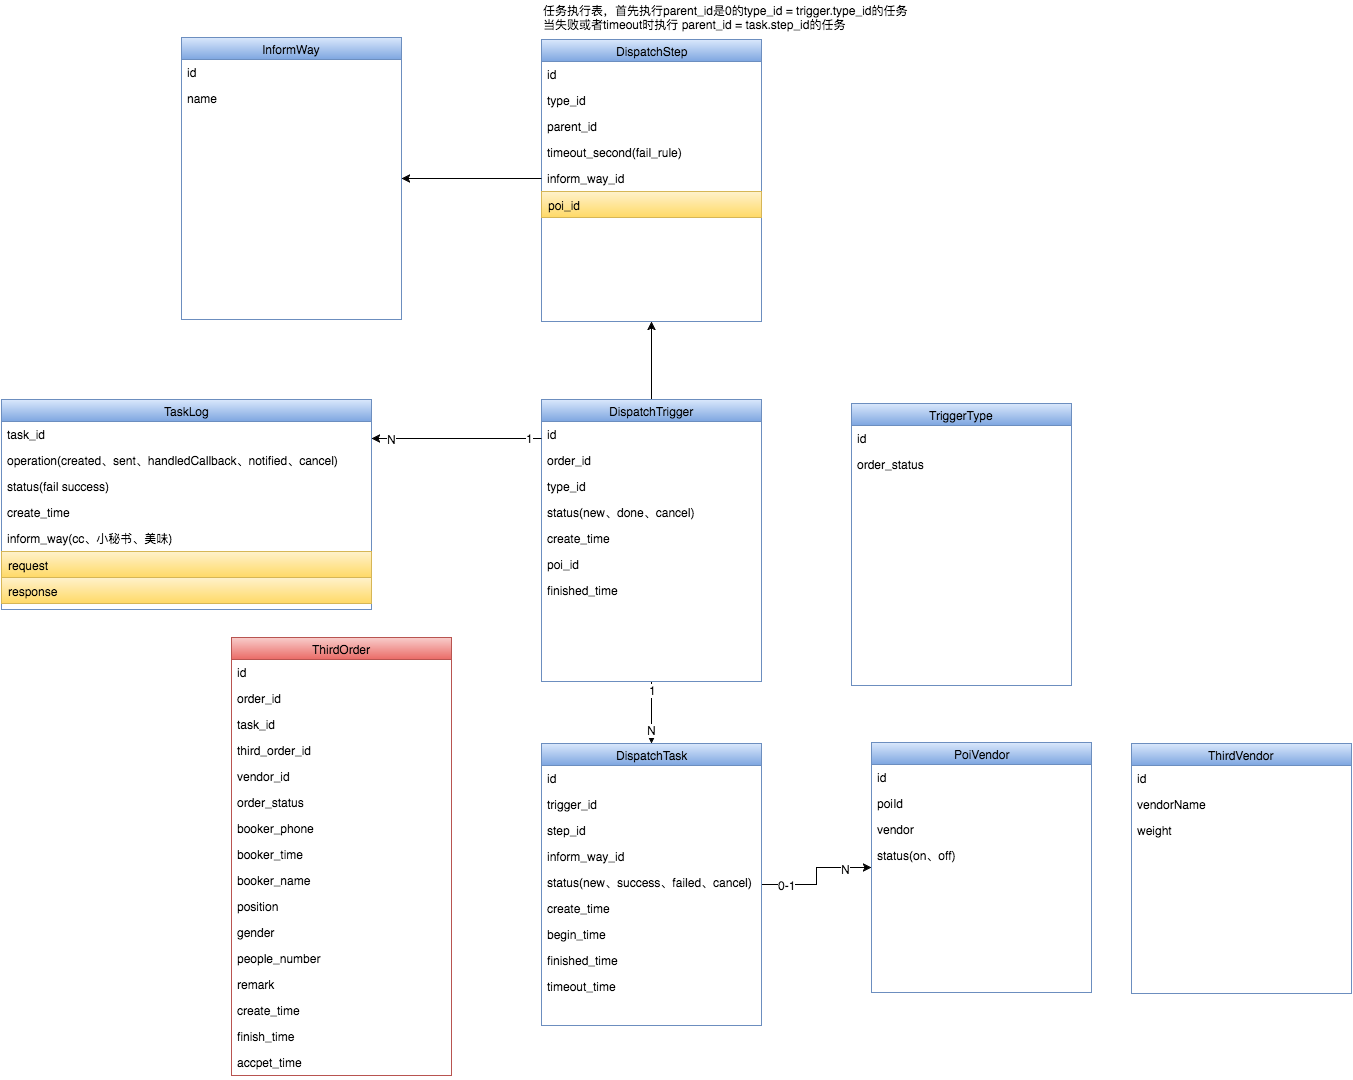 任务执行表，首先执行parent_id是0的type_id = trigger.type_id的任务
当失败或者timeout时执行 parent_id = task.step_id的任务
InformWay
id
name
DispatchStep
id
type_id
parent_id
timeout_second(fail_rule)
inform_way_id
poi_id
TaskLog
task_id
operation(created、sent、handledCallback、notified、cancel)
status(fail success)
create_time
inform_way(cc、小秘书、美味)
request
response
N
1
DispatchTrigger
id
order_id
type_id
status(new、done、cancel)
create_time
poi_id
finished_time
TriggerType
id
order_status
1
N
ThirdOrder
id
order_id
task_id
third_order_id
vendor_id
order_status
booker_phone
booker_time
booker_name
position
gender
people_number
remark
create_time
finish_time
accpet_time
DispatchTask
id
trigger_id
step_id
inform_way_id
status(new、success、failed、cancel)
create_time
begin_time
finished_time
timeout_time
0-1
N
PoiVendor
id
poiId
vendor
status(on、off)
ThirdVendor
id
vendorName
weight